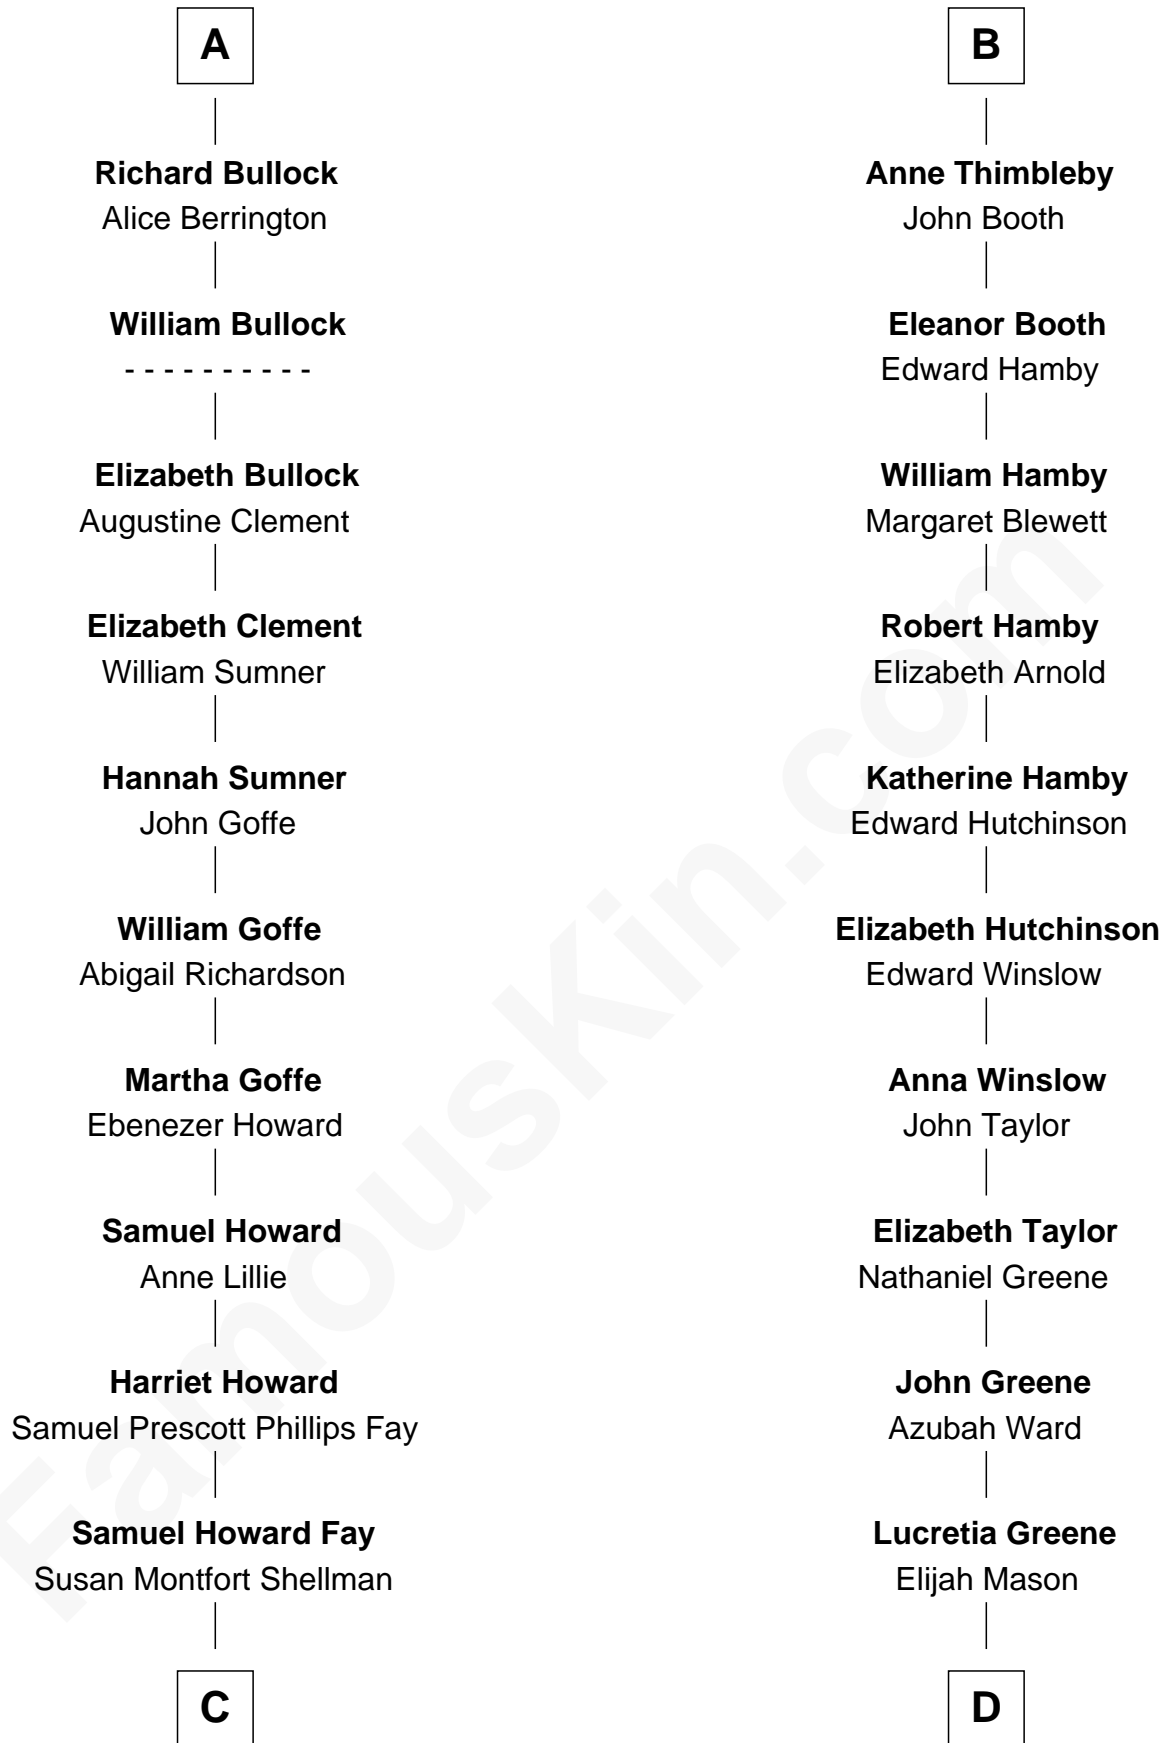 A
Richard Bullock
Alice Berrington
William Bullock
- - - - - - - - - -
Elizabeth Bullock
Augustine Clement
Elizabeth Clement
William Sumner
Hannah Sumner
John Goffe
William Goffe
Abigail Richardson
Martha Goffe
Ebenezer Howard
Samuel Howard
Anne Lillie
Harriet Howard
Samuel Prescott Phillips Fay
Samuel Howard Fay
Susan Montfort Shellman
C
B
Anne Thimbleby
John Booth
Eleanor Booth
Edward Hamby
William Hamby
Margaret Blewett
Robert Hamby
Elizabeth Arnold
Katherine Hamby
Edward Hutchinson
Elizabeth Hutchinson
Edward Winslow
Anna Winslow
John Taylor
Elizabeth Taylor
Nathaniel Greene
John Greene
Azubah Ward
Lucretia Greene
Elijah Mason
D
FamousKin.com